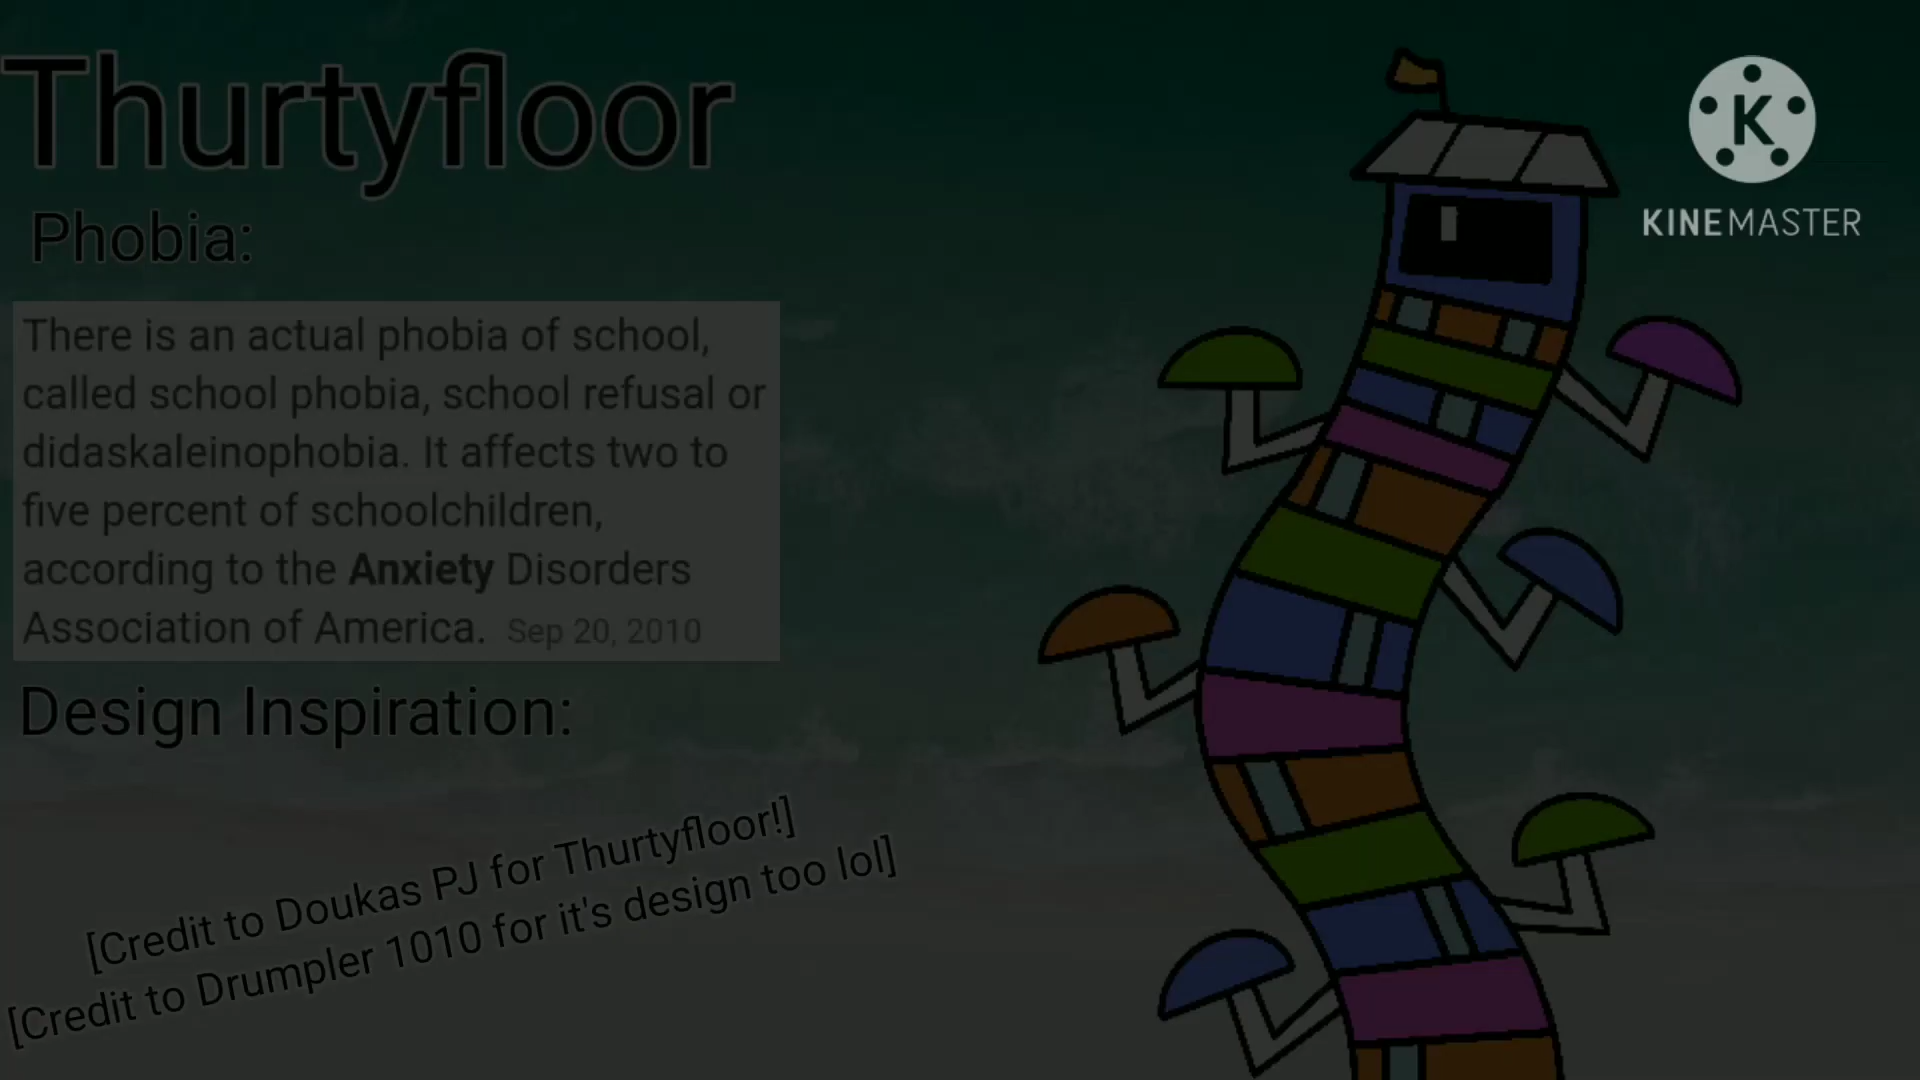 Thurtyfloor
K
KINEMASTER
Phobia:
There is an actual phobia of school,
called school phobia, school refusal or
didaskaleinophobia. It affects two to
five percent of schoolchildren,
according to the Anxiety Disorders
Association of America. Sep 20, 2010
Design Inspiration:
[Credit to Doukas PJ for Thurtyfloor!]
[Credit to Drumpler 1010 for it's design too lol]